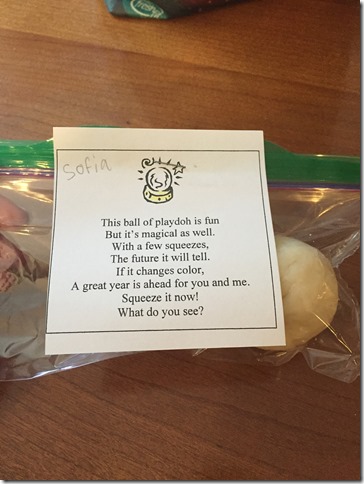 fresh
Sofia
This ball of playdoh is fun
But it's magical as well.
With a few squeezes,
The future it will tell.
If it changes color,
A great year is ahead for you and me.
Squeeze it now!
What do you see?